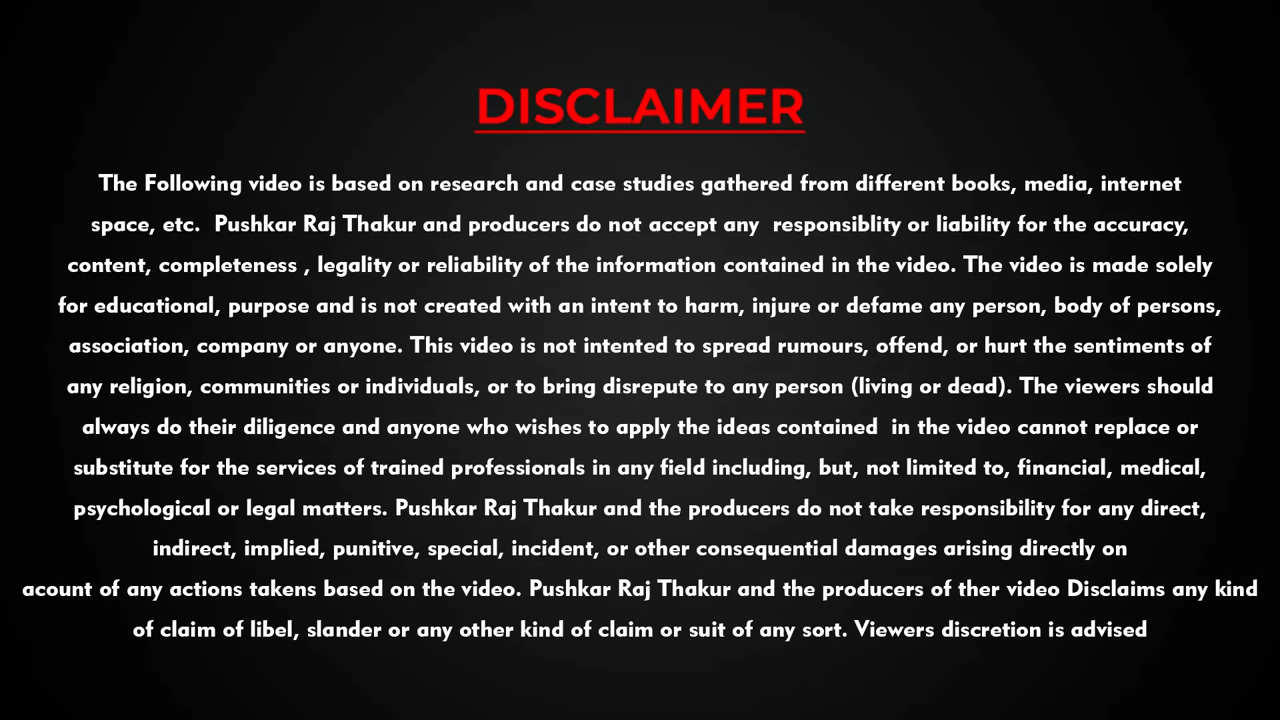 DISCLAIMER
The Following video is based on research and case studies gathered from different books, media, internet
space, etc.  Pushkar Raj Thakur and producers do not accept any  responsiblity or liability for the accuracy,
content, completeness , legality or reliability of the information contained in the video. The video is made solely
for educational, purpose and is not created with an intent to harm, injure or defame any person, body of persons,
association, company or anyone. This video is not intented to spread rumours, offend, or hurt the sentiments of
any religion, communities or individuals, or to bring disrepute to any person (living or dead). The viewers should
always do their diligence and anyone who wishes to apply the ideas contained  in the video cannot replace or
substitute for the services of trained professionals in any field including, but, not limited to, financial, medical,
psychological or legal matters. Pushkar Raj Thakur and the producers do not take responsibility for any direct,
indirect, implied, punitive, special, incident, or other consequential damages arising directly on
acount of any actions takens based on the video. Pushkar Raj Thakur and the producers of ther video Disclaims any kind
of claim of libel, slander or any other kind of claim or suit of any sort. Viewers discretion is advised